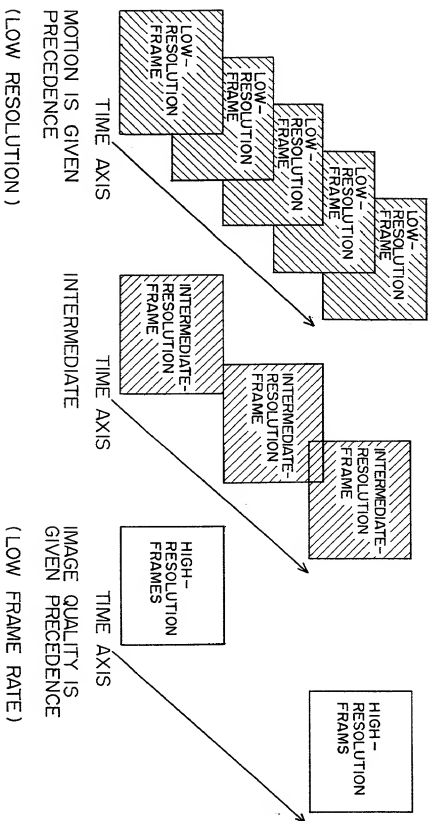 LOW-
RESOLUTION
FRAME
LOW-
RESOLUTION
FRAME
LOW-
RESOLUTION
FRAME
LOW-
RESOLUTION
FRAME
LOW-
RESOLUTION
FRAME
TIME AXIS
MOTION IS GIVEN
PRECEDENCE
(LOW RESOLUTION)
INTERMEDIATE-
RESOLUTION
FRAME
INTERMEDIATE-
RESOLUTION
FRAME
INTERMEDIATE-
RESOLUTION
FRAME
TIME AXIS
INTERMEDIATE
HIGH-
RESOLUTION
FRAMS
HIGH-
RESOLUTION
FRAMES
TIME AXIS
IMAGE QUALITY IS
GIVEN PRECEDENCE
(LOW FRAME RATE)